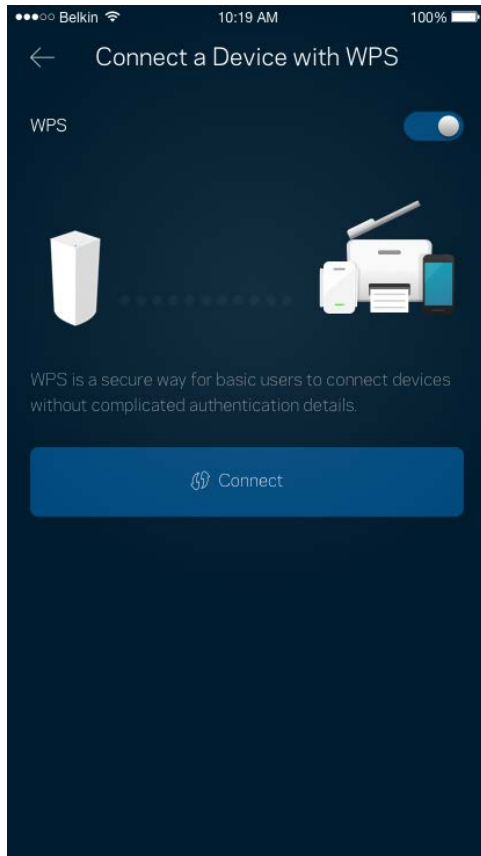 Belkin 10:19 AM 100%
Connect a Device with WPS
WPS
WPS is a secure way for basic users to connect devices
without complicated authentication details.
Connect